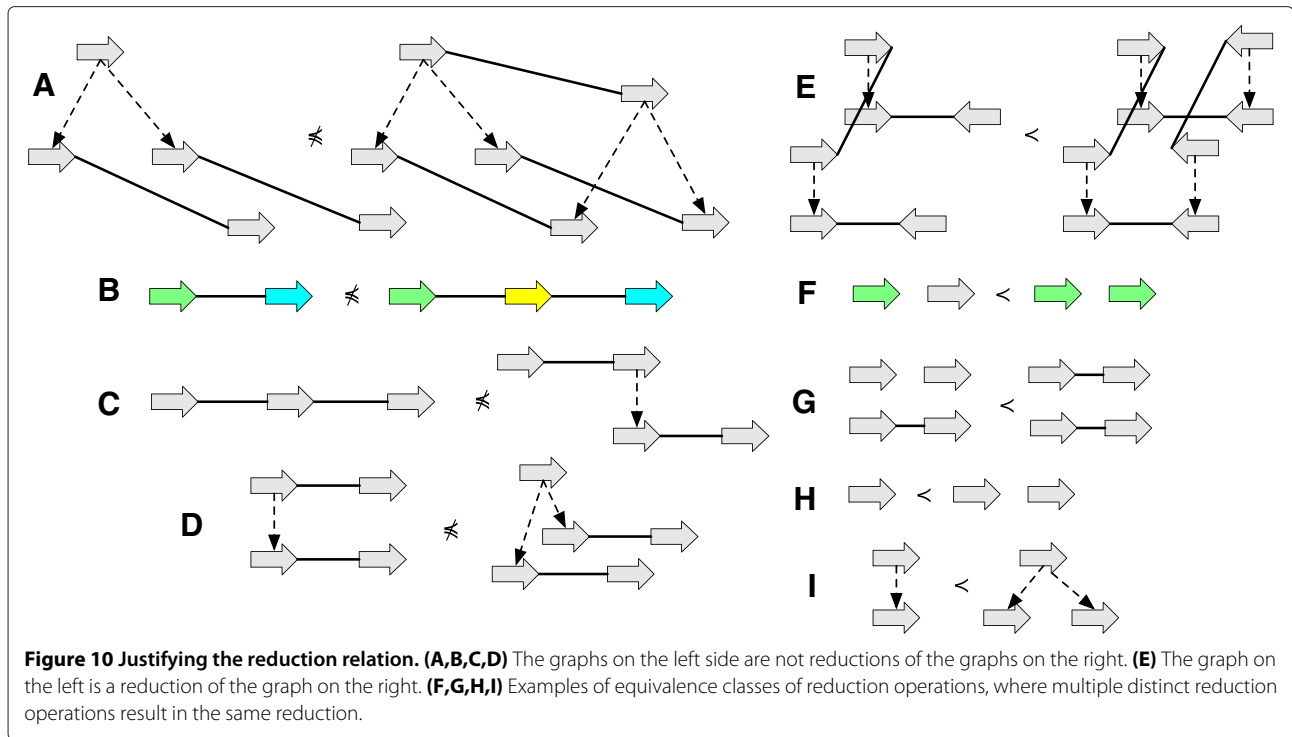 A
⊀
E
≺
B
⊀
F
≺
C
⊀
G
≺
D
⊀
H
≺
I
≺
Figure 10 Justifying the reduction relation. (A,B,C,D) The graphs on the left side are not reductions of the graphs on the right. (E) The graph on
the left is a reduction of the graph on the right. (F,G,H,I) Examples of equivalence classes of reduction operations, where multiple distinct reduction
operations result in the same reduction.